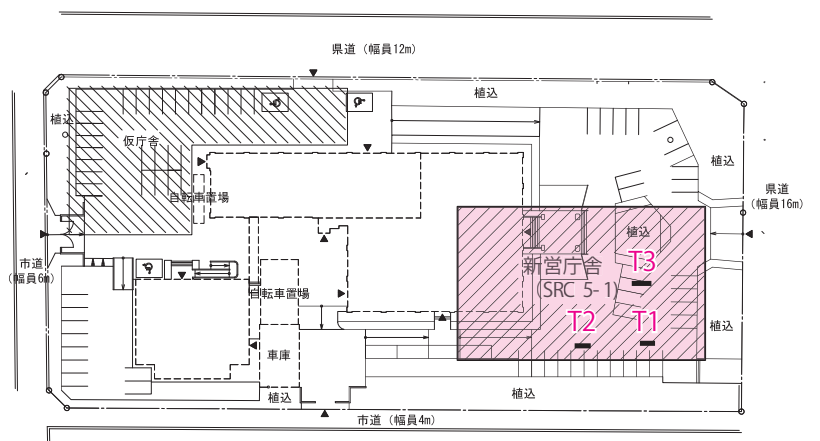 県道（幅員12m）
植込
植込
仮庁舎
植込
自転車置場
県道
（幅員16m）
植込
市道
（幅員6m）
新営庁舎
（SRC 5-1）
T3
自転車置場
T2
T1
植込
車庫
植込
植込
市道（幅員4m）